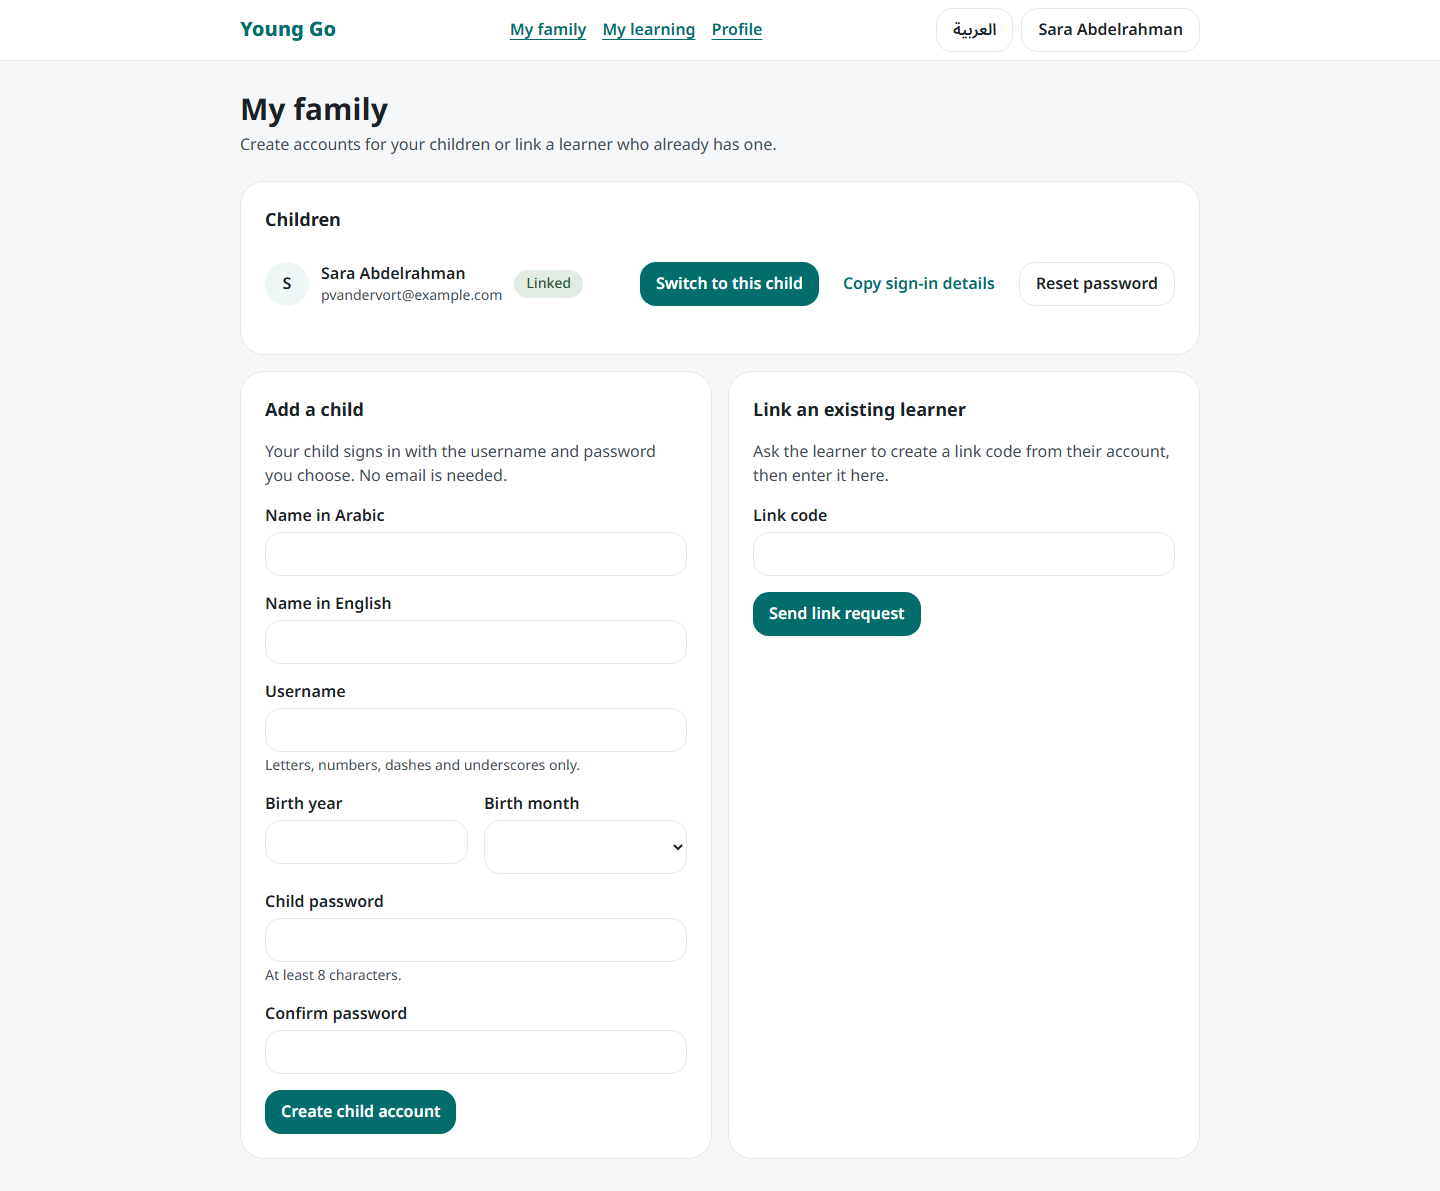 Young Go
My family
My learning
Profile
العربية
Sara Abdelrahman
My family
Create accounts for your children or link a learner who already has one.
Children
S
Sara Abdelrahman
pvandervort@example.com
Linked
Switch to this child
Copy sign-in details
Reset password
Add a child
Your child signs in with the username and password
you choose. No email is needed.
Name in Arabic
Name in English
Username
Letters, numbers, dashes and underscores only.
Birth year
Birth month
Child password
At least 8 characters.
Confirm password
Create child account
Link an existing learner
Ask the learner to create a link code from their account,
then enter it here.
Link code
Send link request